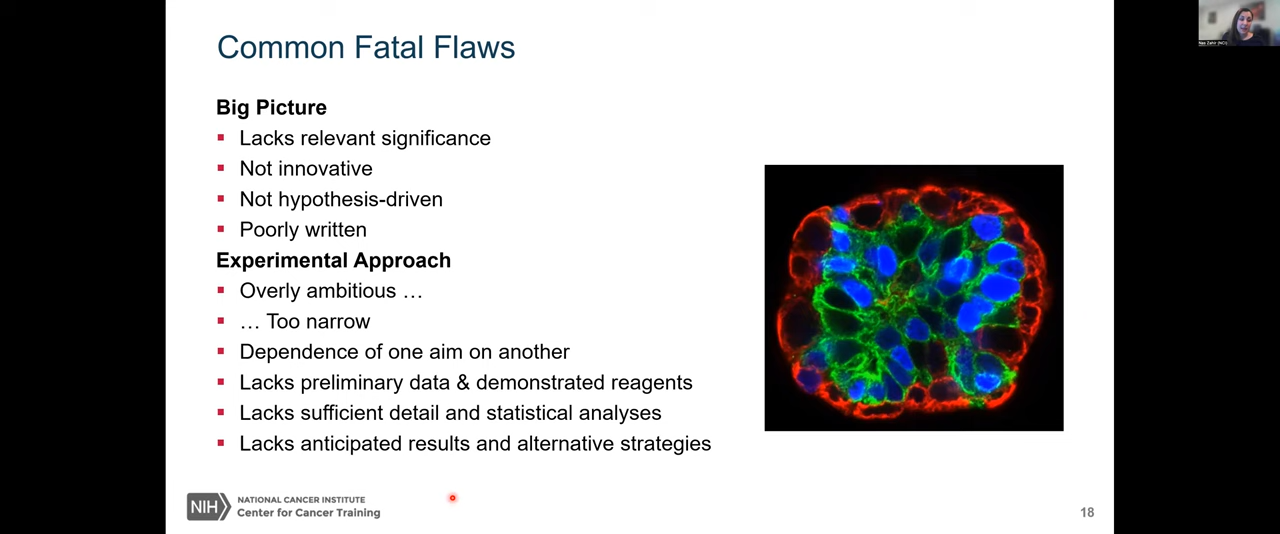 Common Fatal Flaws
Big Picture
Lacks relevant significance
Not innovative
Not hypothesis-driven
Poorly written
Experimental Approach
Overly ambitious …
… Too narrow
Dependence of one aim on another
Lacks preliminary data & demonstrated reagents
Lacks sufficient detail and statistical analyses
Lacks anticipated results and alternative strategies
NIH
NATIONAL CANCER INSTITUTE
Center for Cancer Training
18